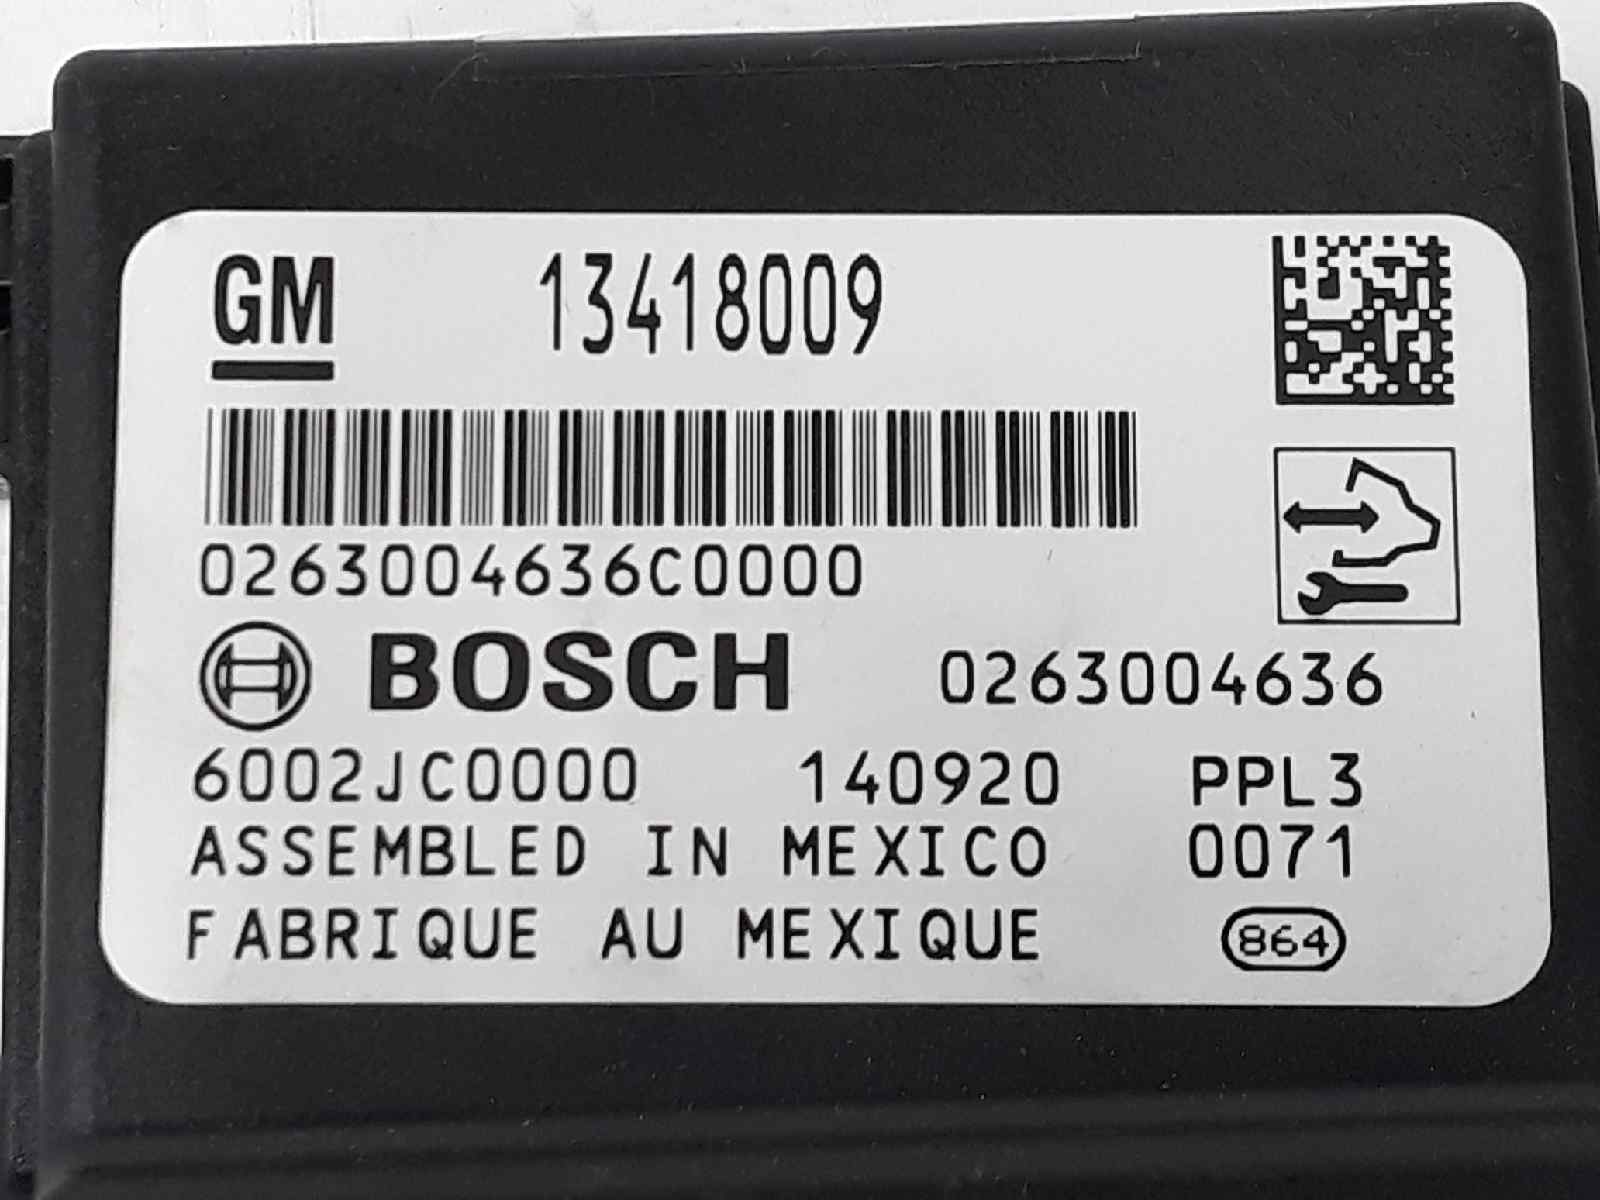 GM 13418009
0263004636C0000
BOSCH 0263004636
6002JC0000 140920 PPL3
ASSEMBLED IN MEXICO 0071
FABRIQUE AU MEXIQUE 864